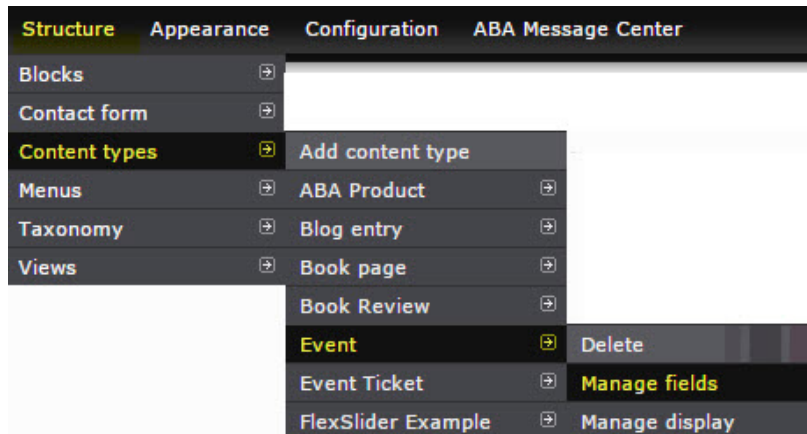 Structure Appearance Configuration ABA Message Center
Blocks
Contact form
Content types Add content type
Menus ABA Product
Taxonomy Blog entry
Views Book page
Book Review
Event Delete
Event Ticket Manage fields
FlexSlider Example Manage display